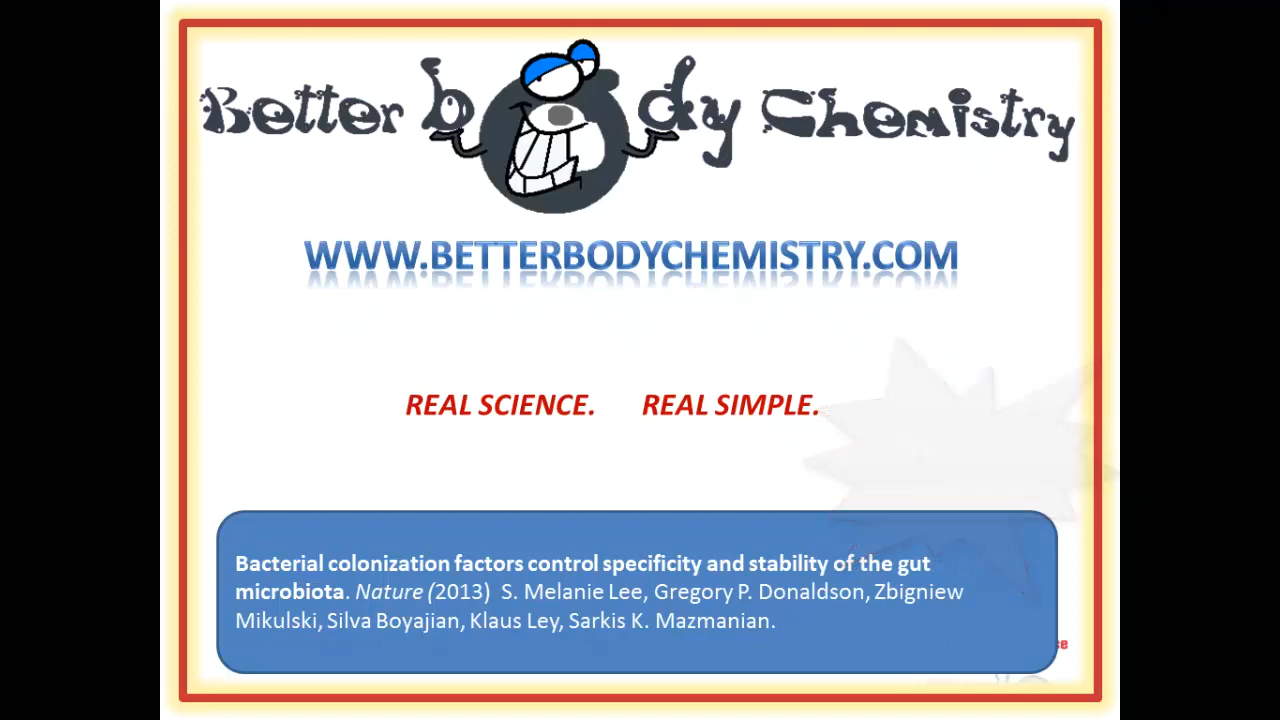 Better body Chemistry
WWW.BETTERBODYCHEMISTRY.COM
REAL SCIENCE. REAL SIMPLE.
Bacterial colonization factors control specificity and stability of the gut
microbiota. Nature (2013) S. Melanie Lee, Gregory P. Donaldson, Zbigniew
Mikulski, Silva Boyajian, Klaus Ley, Sarkis K. Mazmanian.